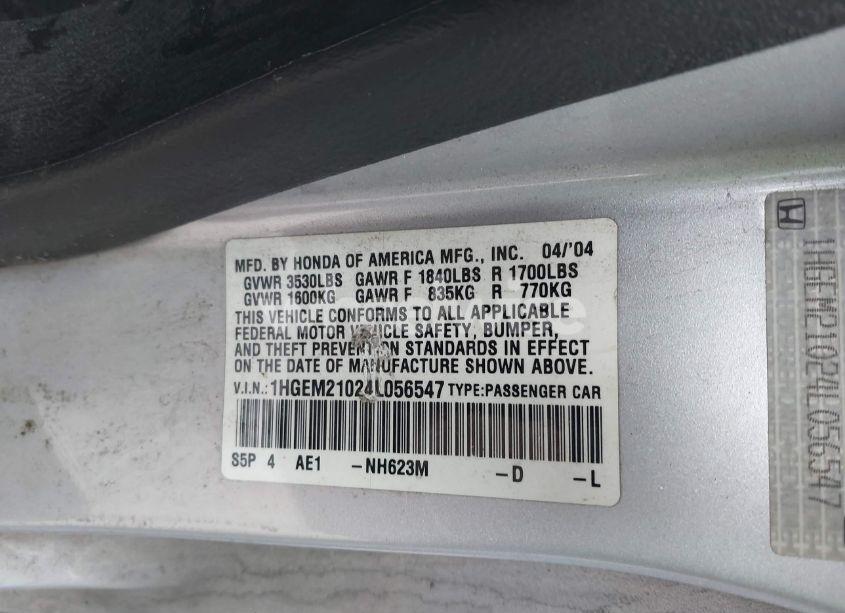 MFD. BY HONDA OF AMERICA MFG., INC. 04/'04
GVWR 3530LBS GAWR F 1840LBS R 1700LBS
GVWR 1600KG GAWR F 835KG R 770KG
THIS VEHICLE CONFORMS TO ALL APPLICABLE
FEDERAL MOTOR VEHICLE SAFETY, BUMPER,
AND THEFT PREVENTION STANDARDS IN EFFECT
ON THE DATE OF MANUFACTURE SHOWN ABOVE.
V.I.N.: 1HGEM21024L056547 TYPE:PASSENGER CAR
S5P 4 AE1 -NH623M -D -L
1HGEM21024L056547